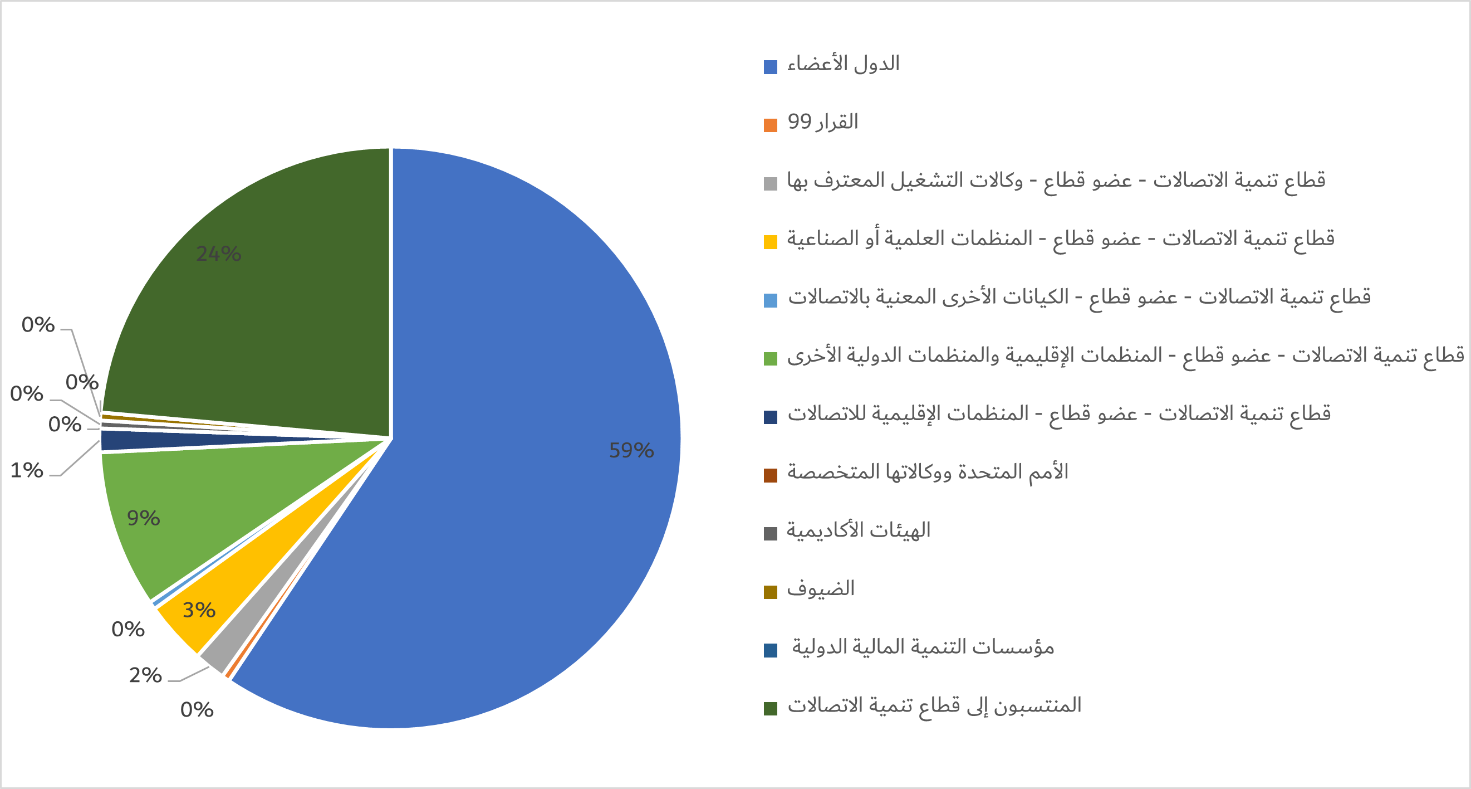 الدول الأعضاء
القرار 99
قطاع تنمية الاتصالات - عضو قطاع - وكالات التشغيل المعترف بها
قطاع تنمية الاتصالات - عضو قطاع - المنظمات العلمية أو الصناعية
قطاع تنمية الاتصالات - عضو قطاع - الكيانات الأخرى المعنية بالاتصالات
قطاع تنمية الاتصالات - عضو قطاع - المنظمات الإقليمية والمنظمات الدولية الأخرى
قطاع تنمية الاتصالات - عضو قطاع - المنظمات الإقليمية للاتصالات
الأمم المتحدة ووكالاتها المتخصصة
الهيئات الأكاديمية
الضيوف
مؤسسات التنمية المالية الدولية
المنتسبون إلى قطاع تنمية الاتصالات
24%
0%
0%
0%
0%
59%
1%
9%
3%
0%
2%
0%